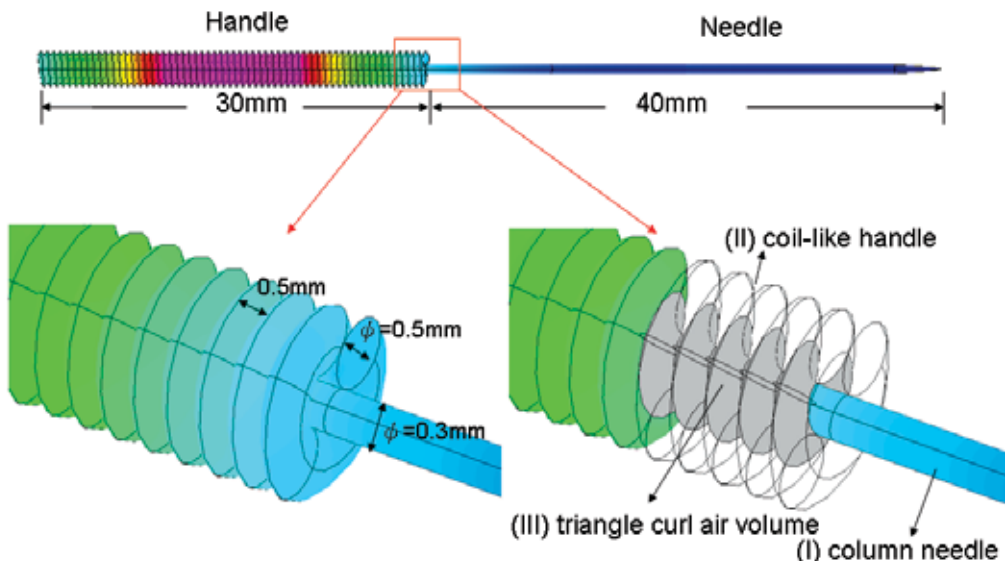 Handle
Needle
30mm
40mm
0.5mm
ϕ=0.5mm
ϕ=0.3mm
(II) coil-like handle
(III) triangle curl air volume
(I) column needle